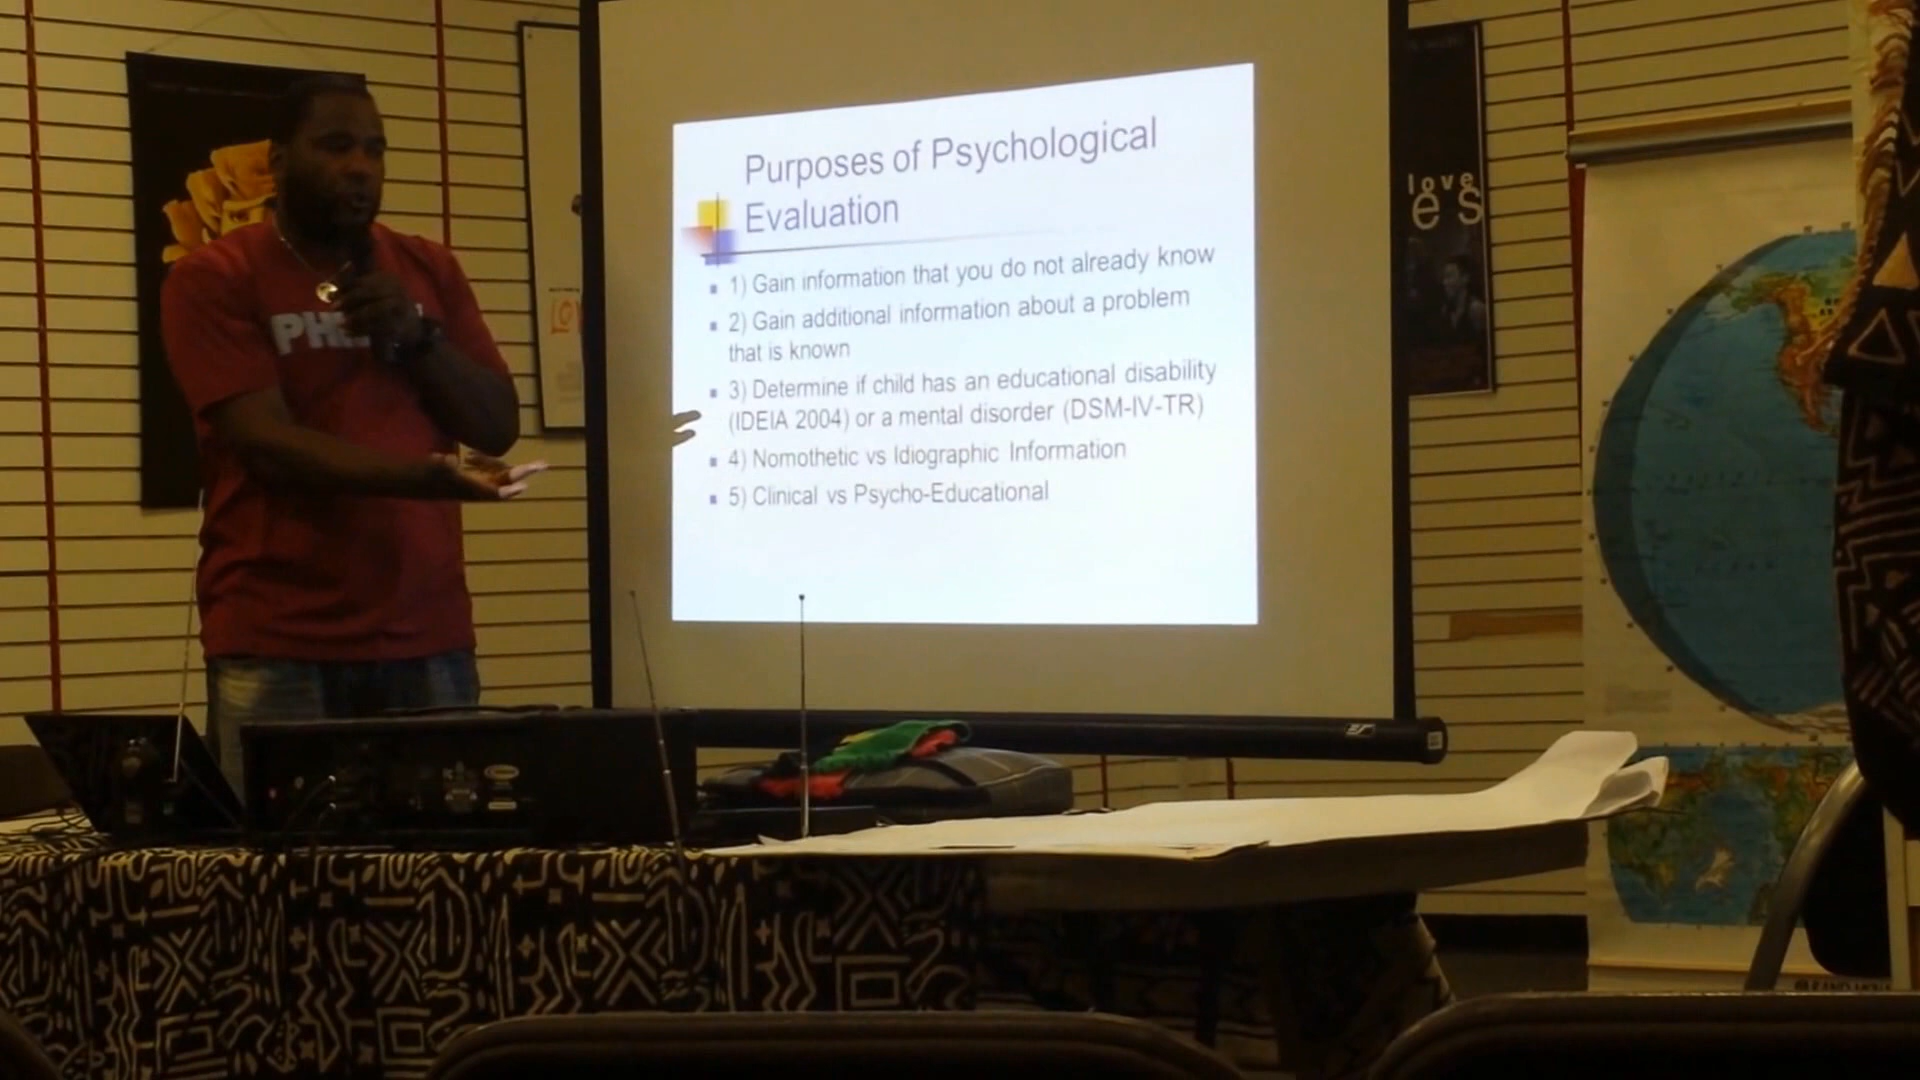 Purposes of Psychological
Evaluation
1) Gain information that you do not already know
2) Gain additional information about a problem
that is known
3) Determine if child has an educational disability
(IDEIA 2004) or a mental disorder (DSM-IV-TR)
4) Nomothetic vs Idiographic Information
5) Clinical vs Psycho-Educational
love
e's